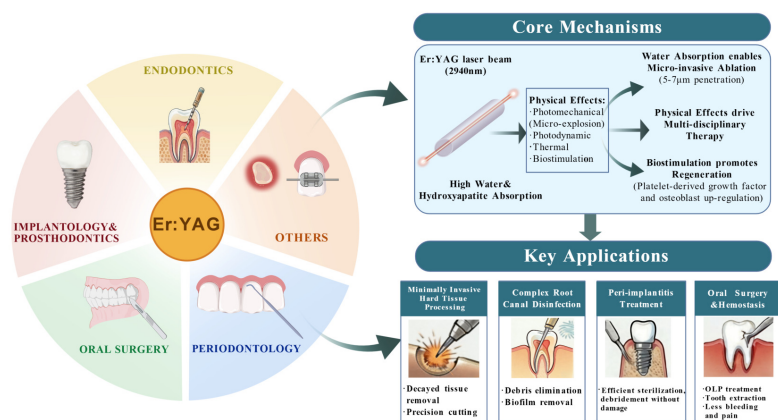 ENDODONTICS
IMPLANTOLOGY&
PROSTHODONTICS
Er:YAG
OTHERS
ORAL SURGERY
PERIODONTOLOGY
Core Mechanisms
Er:YAG laser beam
(2940nm)
High Water&
Hydroxyapatite Absorption
Physical Effects:
·Photomechanical
(Micro-explosion)
·Photodynamic
·Thermal
·Biostimulation
Water Absorption enables
Micro-invasive Ablation
(5-7μm penetration)
Physical Effects drive
Multi-disciplinary
Therapy
Biostimulation promotes
Regeneration
(Platelet-derived growth factor
and osteoblast up-regulation)
Key Applications
Minimally Invasive
Hard Tissue
Processing
·Decayed tissue
removal
·Precision cutting
Complex Root
Canal Disinfection
·Debris elimination
·Biofilm removal
Peri-implantitis
Treatment
·Efficient sterilization,
debridement without
damage
Oral Surgery
&Hemostasis
·OLP treatment
·Tooth extraction
·Less bleeding
and pain